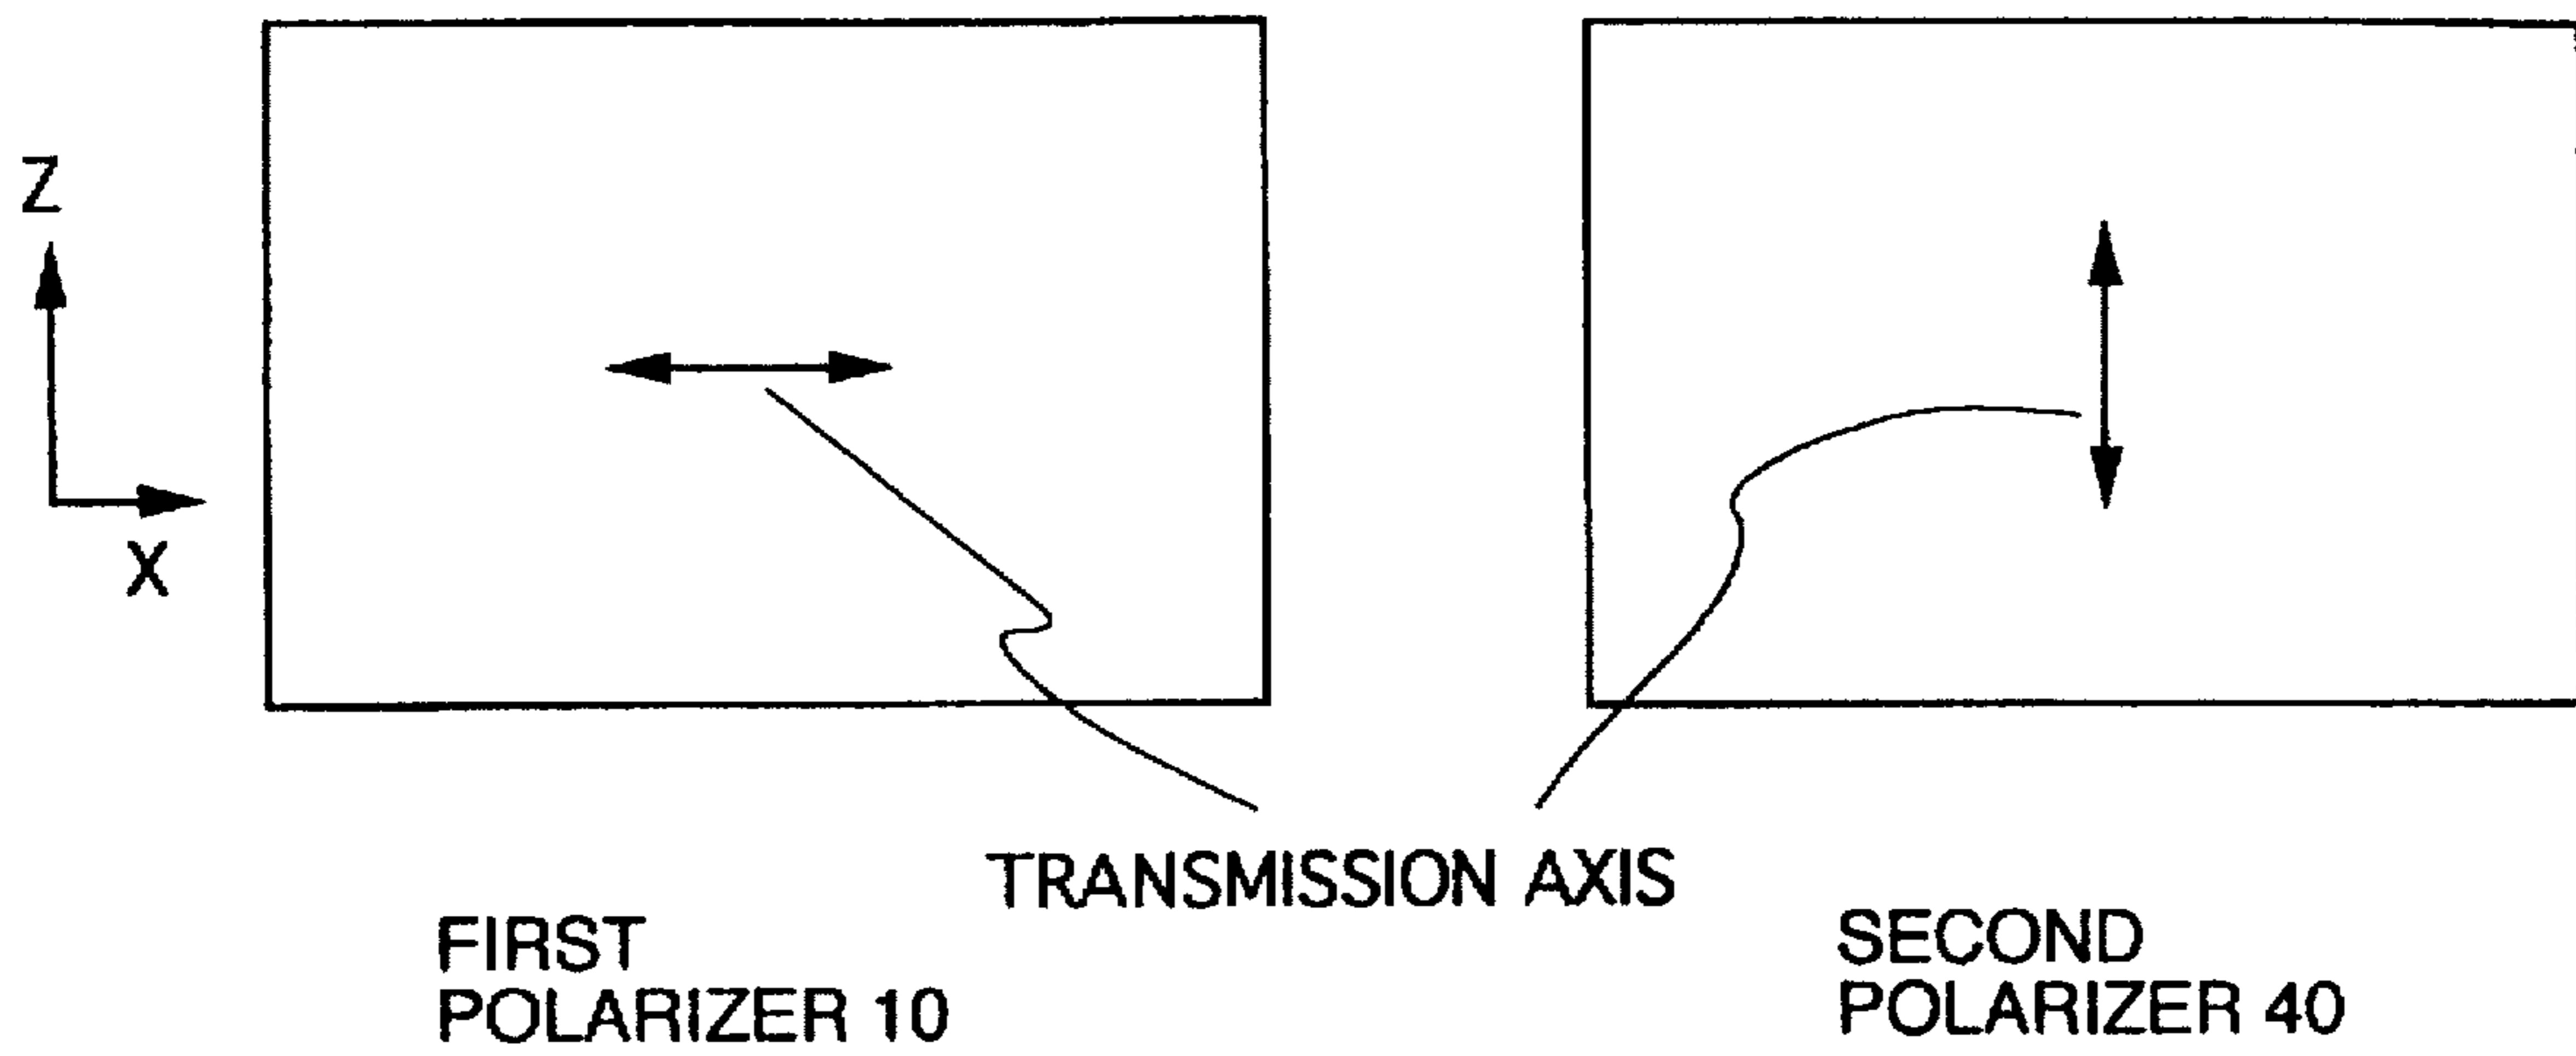 Z
X
TRANSMISSION AXIS
FIRST
POLARIZER 10
SECOND
POLARIZER 40